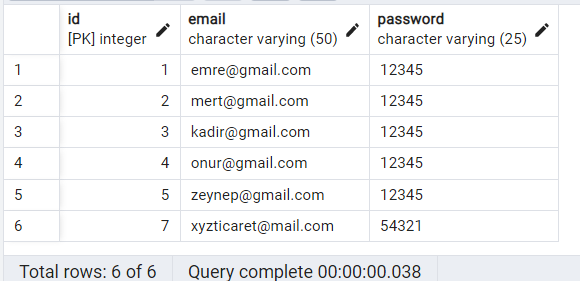 id email password
[PK] integer character varying (50) character varying (25)
1 1 emre@gmail.com 12345
2 2 mert@gmail.com 12345
3 3 kadir@gmail.com 12345
4 4 onur@gmail.com 12345
5 5 zeynep@gmail.com 12345
6 7 xyzticaret@mail.com 54321
Total rows: 6 of 6 Query complete 00:00:00.038